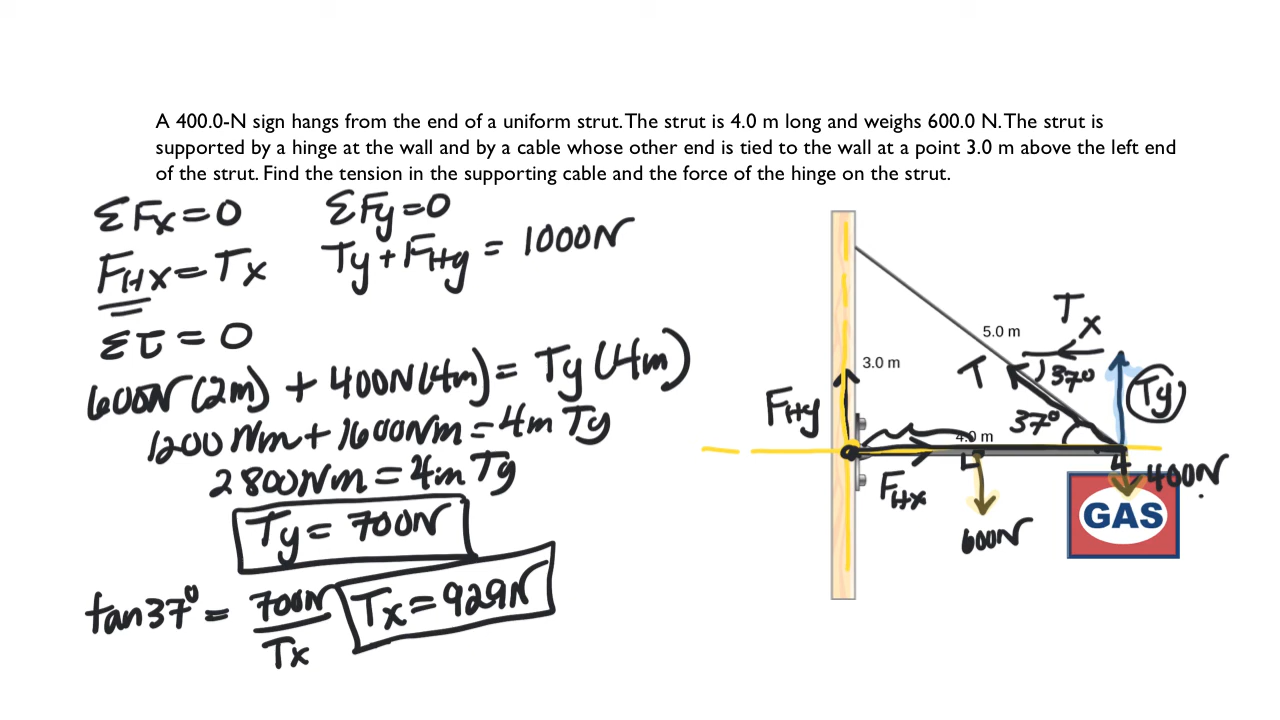 A 400.0-N sign hangs from the end of a uniform strut. The strut is 4.0 m long and weighs 600.0 N. The strut is
supported by a hinge at the wall and by a cable whose other end is tied to the wall at a point 3.0 m above the left end
of the strut. Find the tension in the supporting cable and the force of the hinge on the strut.
ΣFx=0
ΣFy=0
FHx=Tx
Ty+FHy = 1000N
Στ = 0
600N(2m) + 400N(4m) = Ty(4m)
1200 Nm + 1600Nm = 4m Ty
2800Nm = 4m Ty
Ty = 700N
tan37° = 700N/Tx
Tx = 929N
Tx
5.0 m
3.0 m
T
37°
Ty
FHy
37°
4.0 m
FHx
400N
600N
GAS